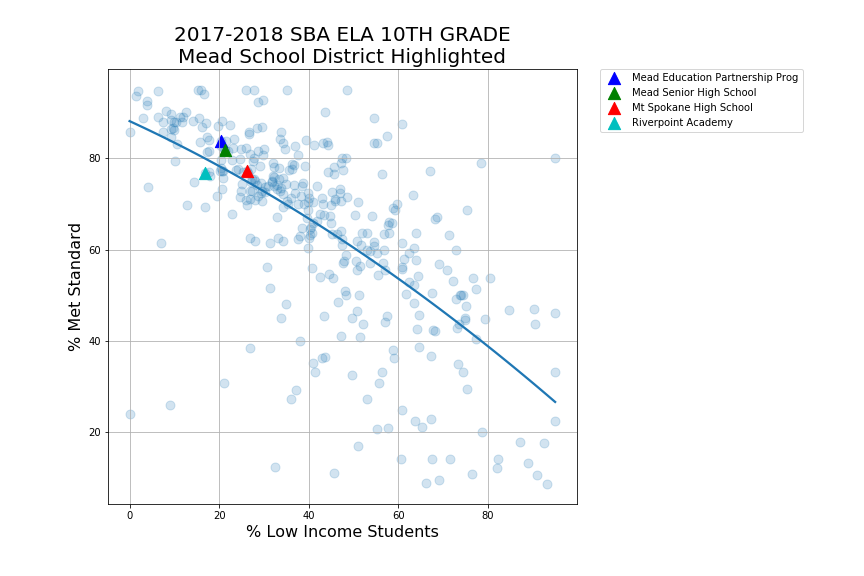 2017-2018 SBA ELA 10TH GRADE
Mead School District Highlighted
Mead Education Partnership Prog
Mead Senior High School
Mt Spokane High School
Riverpoint Academy
% Met Standard
80
60
40
20
0
20
40
60
80
% Low Income Students